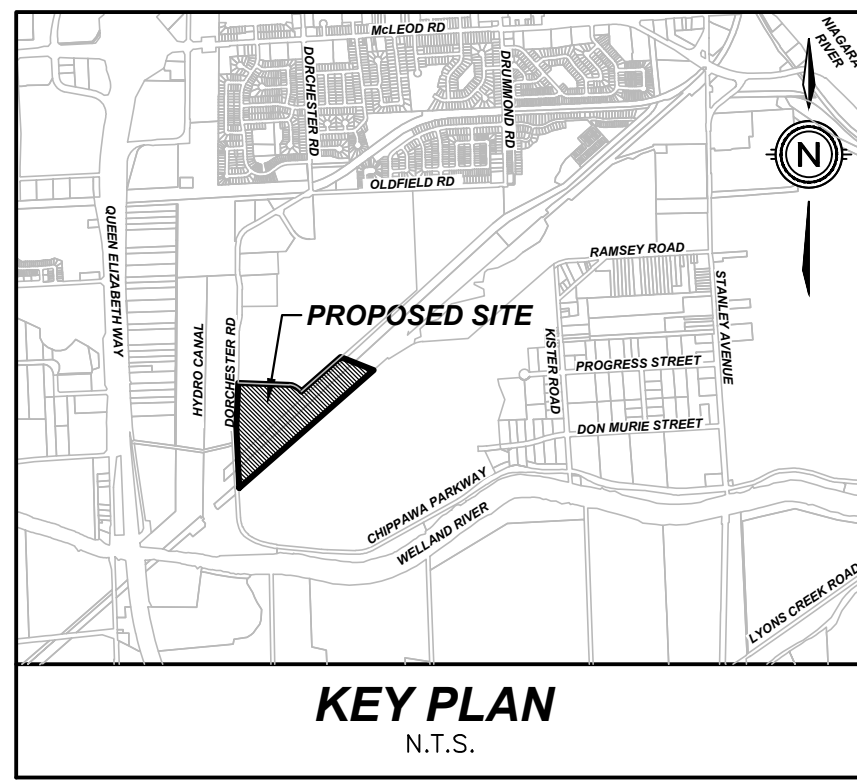 McLEOD RD
NIAGARA
RIVER
DORCHESTER RD
DRUMMOND RD
N
OLDFIELD RD
QUEEN ELIZABETH WAY
RAMSEY ROAD
STANLEY AVENUE
PROPOSED SITE
HYDRO CANAL
DORCHESTER RD
KISTER ROAD
PROGRESS STREET
DON MURIE STREET
CHIPPAWA PARKWAY
WELLAND RIVER
LYONS CREEK ROAD
KEY PLAN
N.T.S.